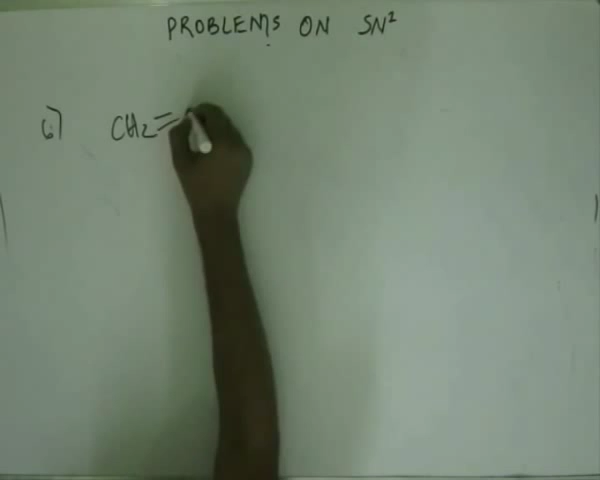 PROBLEMS ON SN²
6) CH₂=